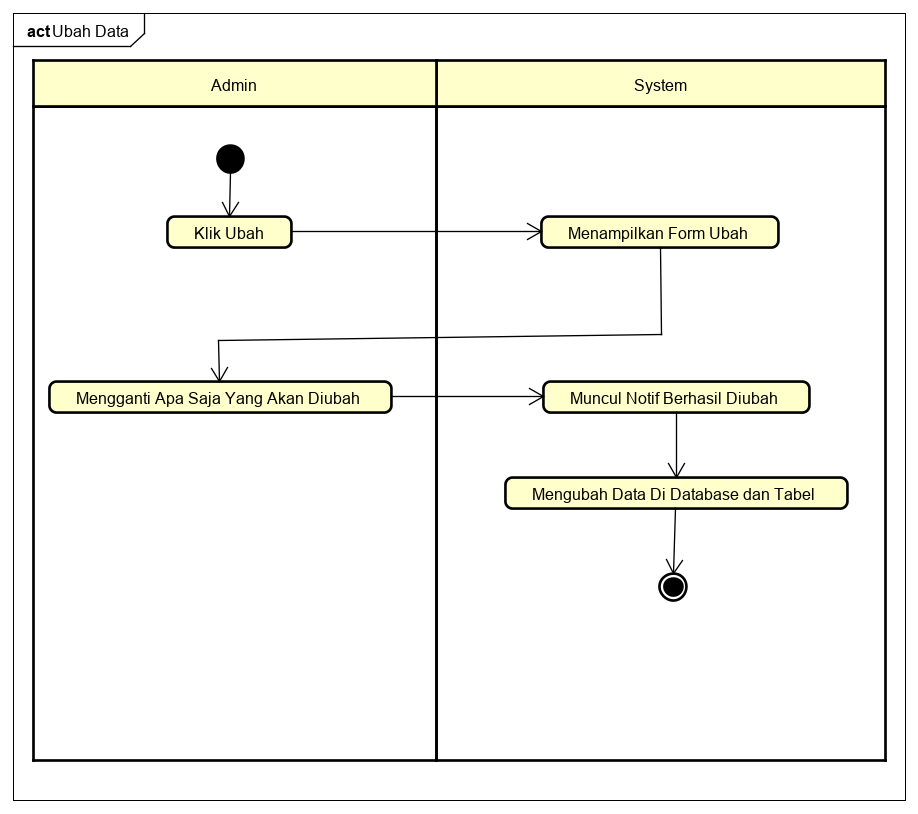 act Ubah Data
Admin
System
Klik Ubah
Menampilkan Form Ubah
Mengganti Apa Saja Yang Akan Diubah
Muncul Notif Berhasil Diubah
Mengubah Data Di Database dan Tabel